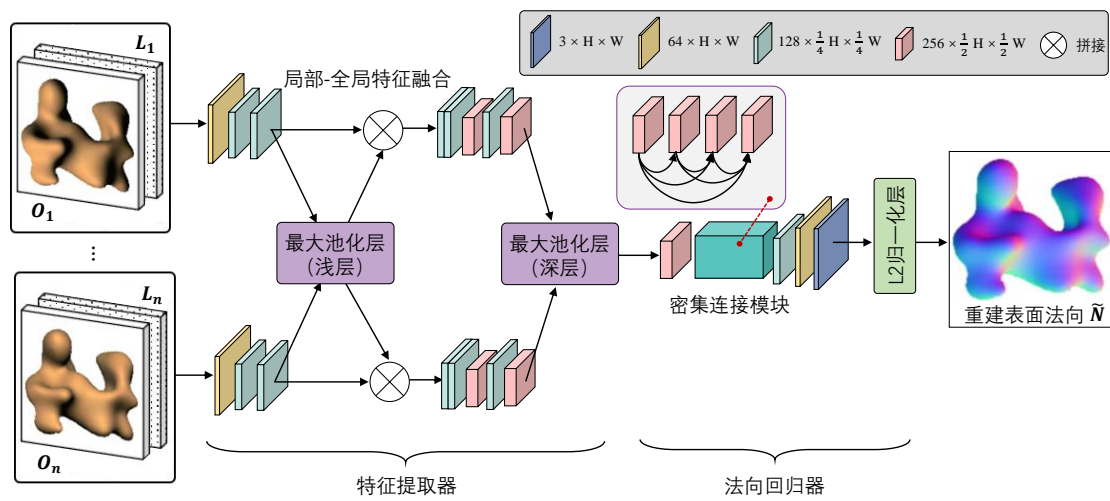 L₁
O₁
⋮
Lₙ
Oₙ
3 × H × W
64 × H × W
128 × 1/4 H × 1/4 W
256 × 1/2 H × 1/2 W
拼接
局部-全局特征融合
最大池化层
(浅层)
最大池化层
(深层)
密集连接模块
L2归一化层
重建表面法向 Ñ
特征提取器
法向回归器